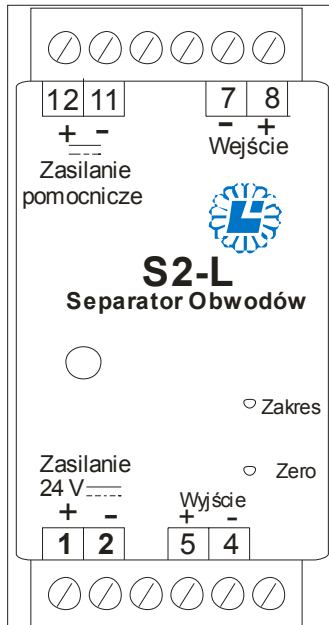 12 11 7 8
+ - - +
Zasilanie
pomocnicze
Wejście
S2-L
Separator Obwodów
Zakres
Zero
Zasilanie
24 V
+ -
Wyjście
+ -
1 2 5 4